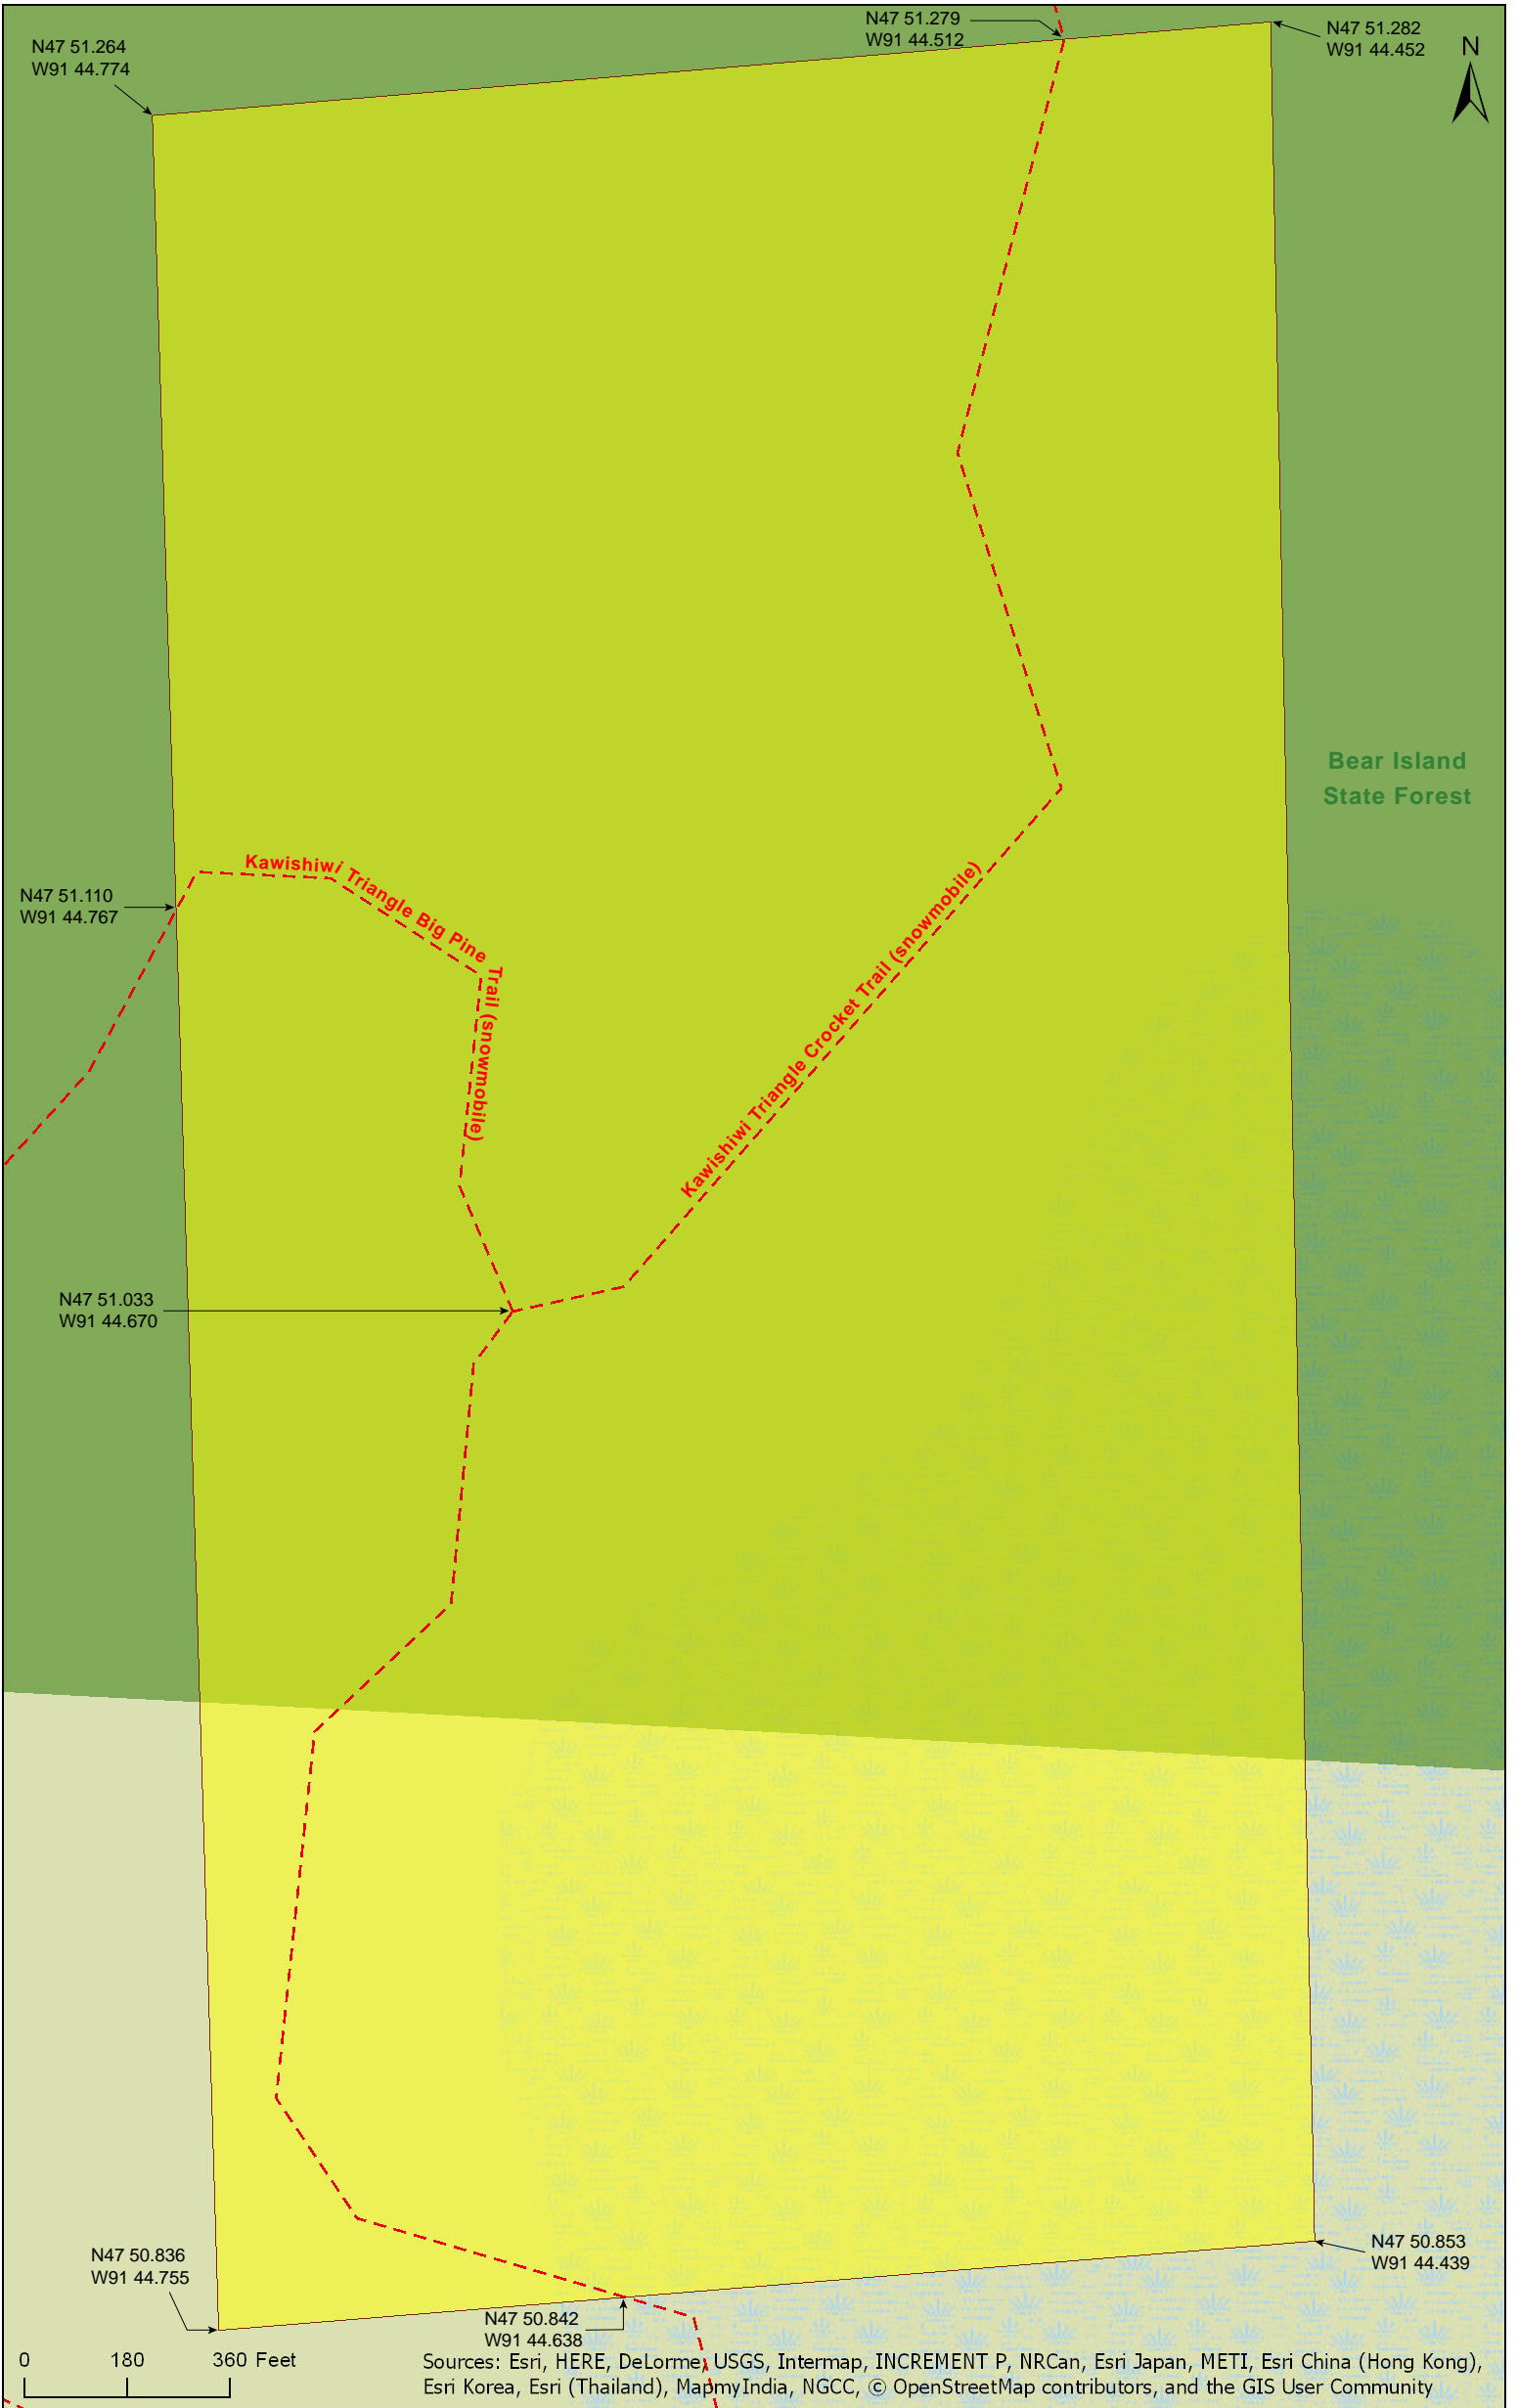 N47 51.279
W91 44.512
N47 51.282
W91 44.452
N47 51.264
W91 44.774
N
Bear Island
State Forest
Kawishiwi Triangle Big Pine
Trail (snowmobile)
Kawishiwi Triangle Crocket Trail (snowmobile)
N47 51.110
W91 44.767
N47 51.033
W91 44.670
N47 50.853
W91 44.439
N47 50.836
W91 44.755
N47 50.842
W91 44.638
0 180 360 Feet
Sources: Esri, HERE, DeLorme, USGS, Intermap, INCREMENT P, NRCan, Esri Japan, METI, Esri China (Hong Kong),
Esri Korea, Esri (Thailand), MapmyIndia, NGCC, © OpenStreetMap contributors, and the GIS User Community